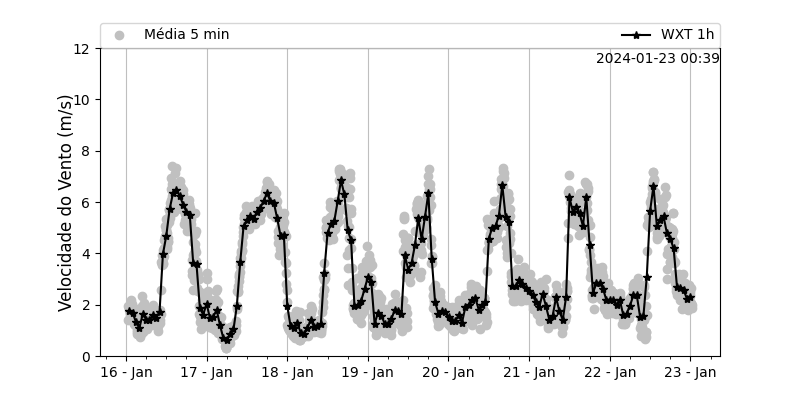 Média 5 min
WXT 1h
2024-01-23 00:39
Velocidade do Vento (m/s)
12
10
8
6
4
2
0
16 - Jan
17 - Jan
18 - Jan
19 - Jan
20 - Jan
21 - Jan
22 - Jan
23 - Jan